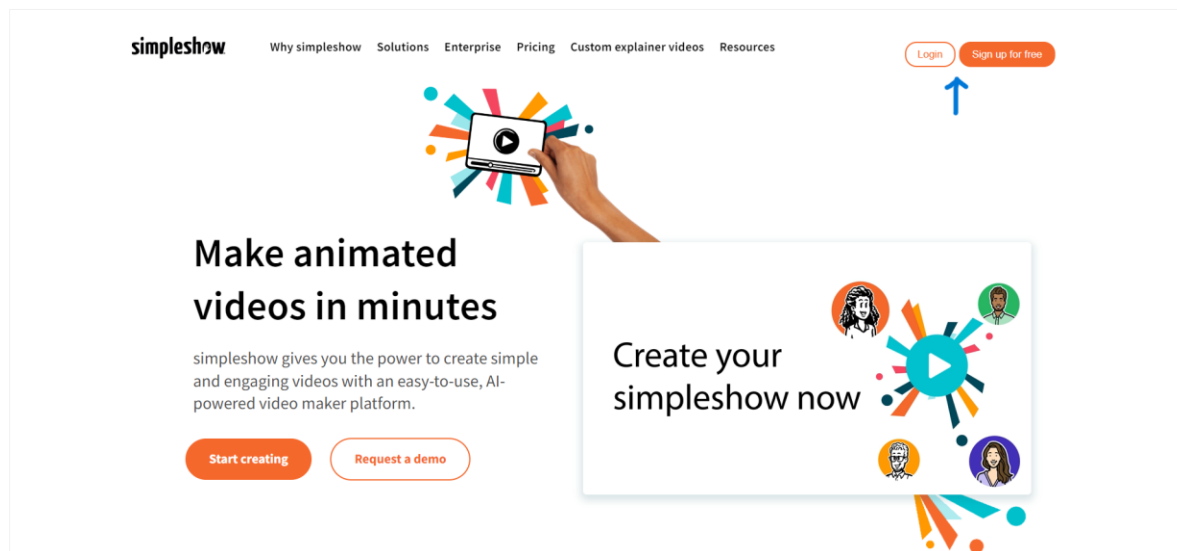 simpleshow
Why simpleshow Solutions Enterprise Pricing Custom explainer videos Resources
Login Sign up for free
Make animated
videos in minutes
simpleshow gives you the power to create simple
and engaging videos with an easy-to-use, AI-
powered video maker platform.
Start creating Request a demo
Create your
simpleshow now